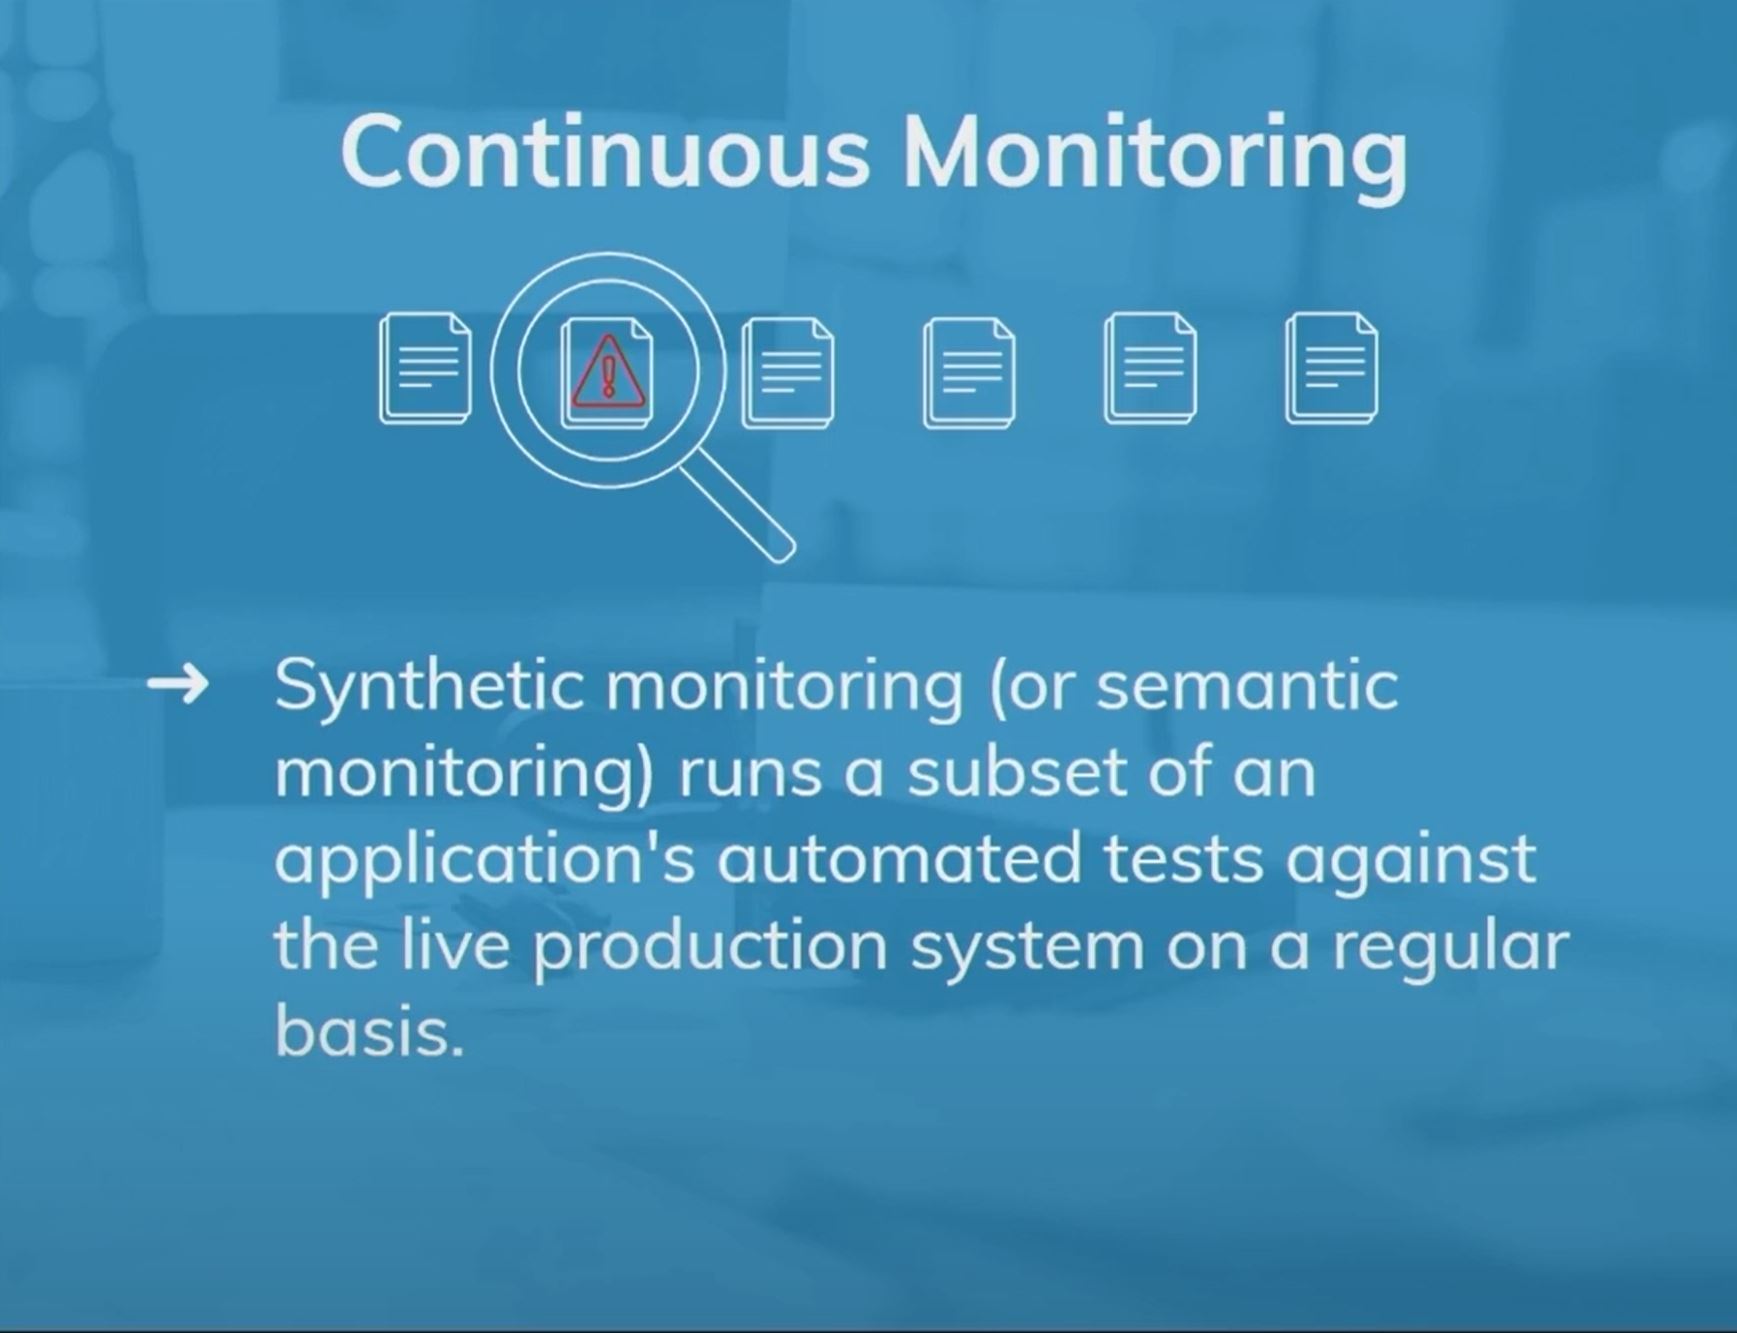 Continuous Monitoring
→ Synthetic monitoring (or semantic
monitoring) runs a subset of an
application's automated tests against
the live production system on a regular
basis.